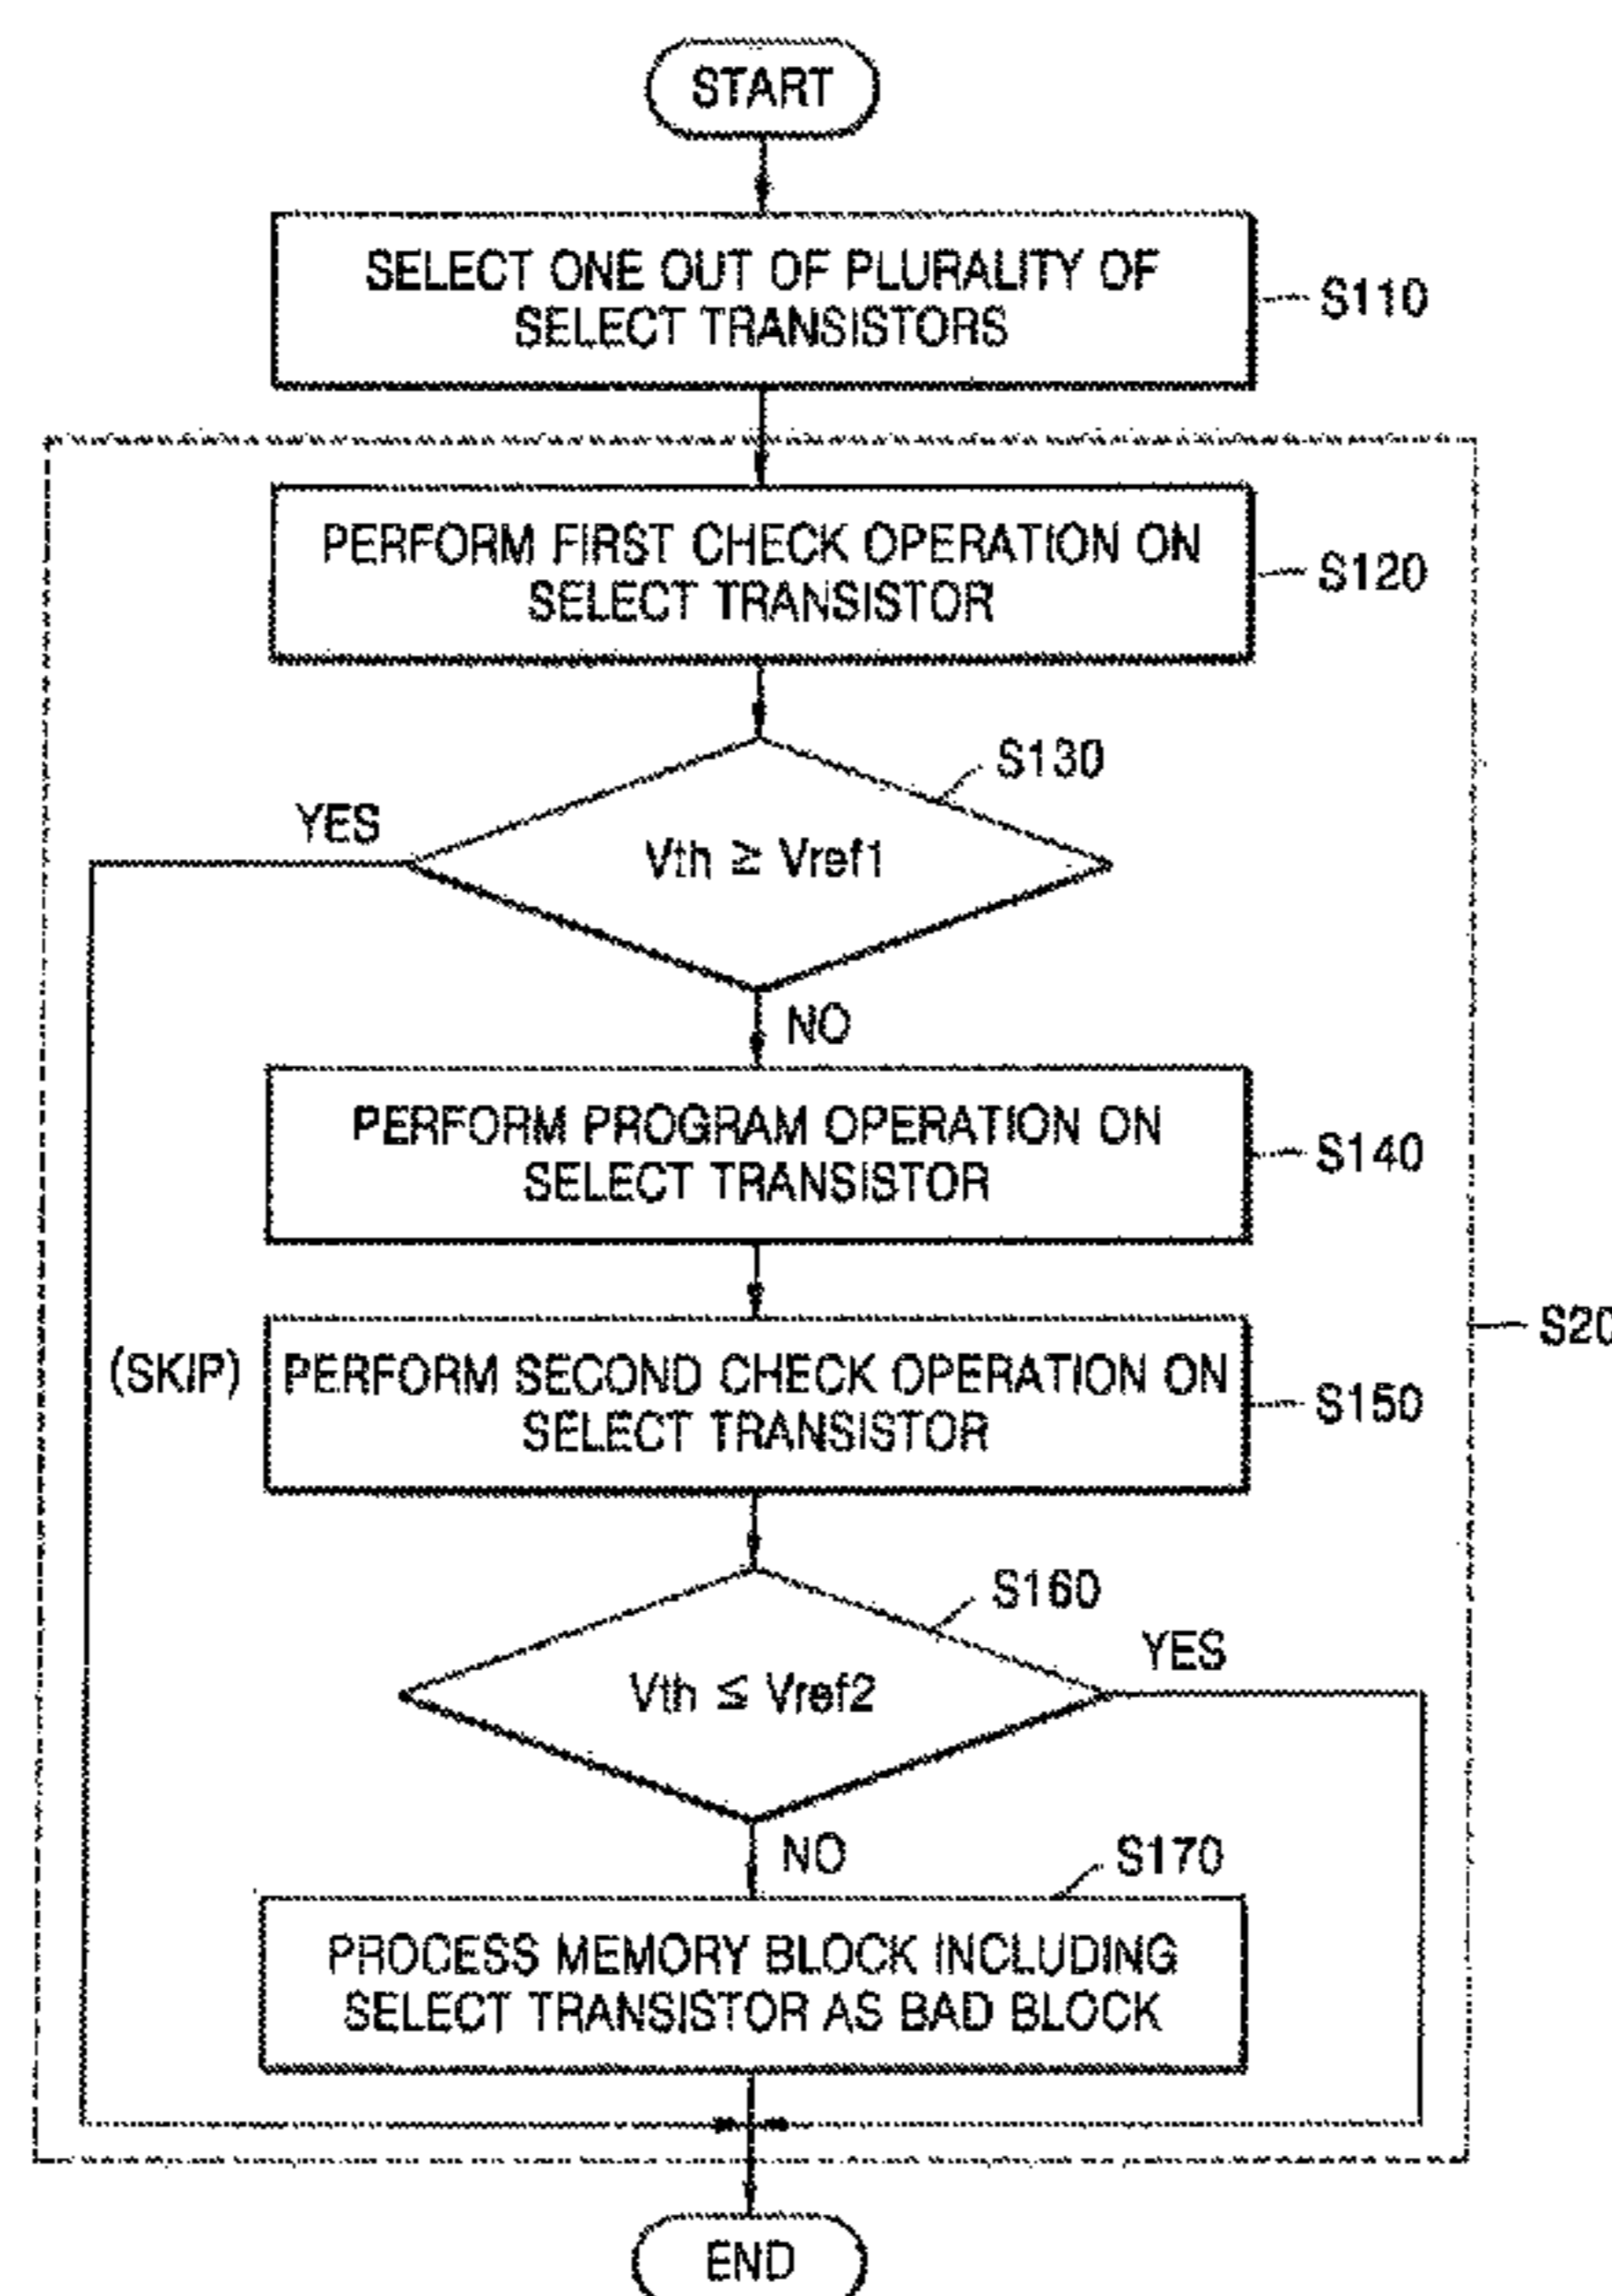 START
SELECT ONE OUT OF PLURALITY OF
SELECT TRANSISTORS
S110
PERFORM FIRST CHECK OPERATION ON
SELECT TRANSISTOR
S120
S130
YES
Vth ≥ Vref1
NO
PERFORM PROGRAM OPERATION ON
SELECT TRANSISTOR
S140
S20
(SKIP)
PERFORM SECOND CHECK OPERATION ON
SELECT TRANSISTOR
S150
S160
YES
Vth ≤ Vref2
NO
S170
PROCESS MEMORY BLOCK INCLUDING
SELECT TRANSISTOR AS BAD BLOCK
END